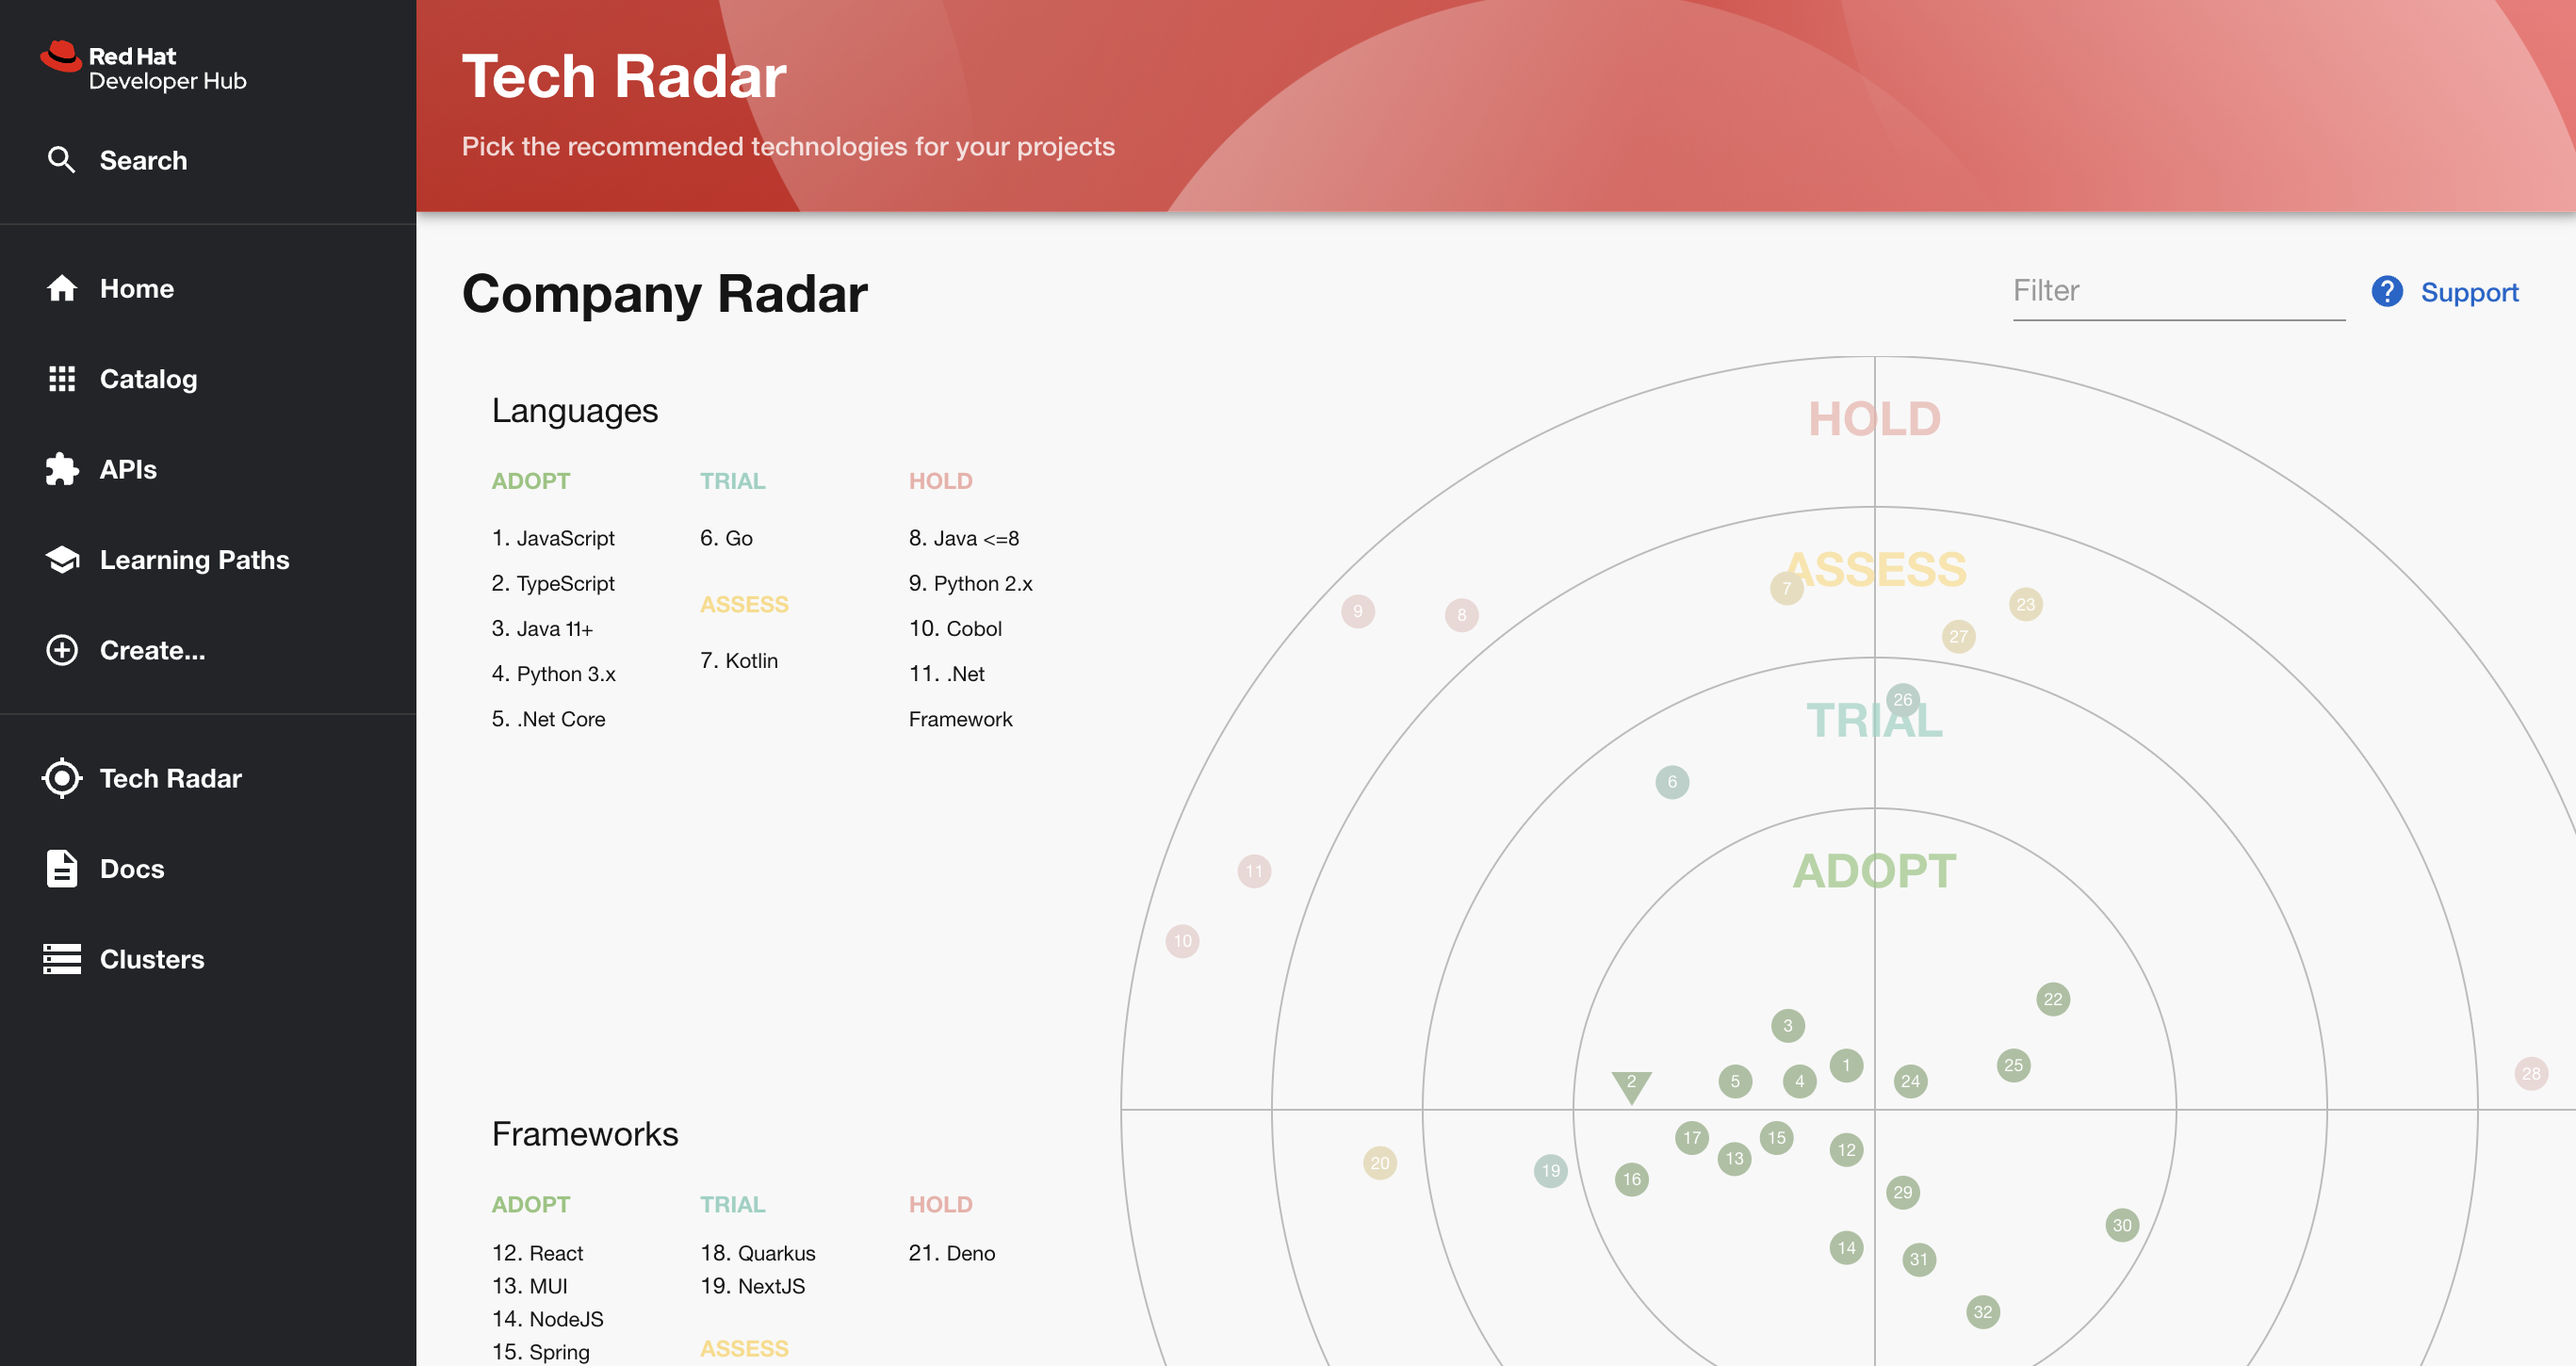 Red Hat
Developer Hub
Search
Home
Catalog
APIs
Learning Paths
Create...
Tech Radar
Docs
Clusters
Tech Radar
Pick the recommended technologies for your projects
Company Radar
Filter
? Support
Languages
ADOPT
1. JavaScript
2. TypeScript
3. Java 11+
4. Python 3.x
5. .Net Core
TRIAL
6. Go
ASSESS
7. Kotlin
HOLD
8. Java <=8
9. Python 2.x
10. Cobol
11. .Net
Framework
Frameworks
ADOPT
12. React
13. MUI
14. NodeJS
15. Spring
TRIAL
18. Quarkus
19. NextJS
ASSESS
HOLD
21. Deno
HOLD
ASSESS
7
23
9
8
27
26
TRIAL
6
ADOPT
11
10
22
3
1
25
28
2
5
4
24
17
15
13
12
20
19
16
29
30
14
31
32